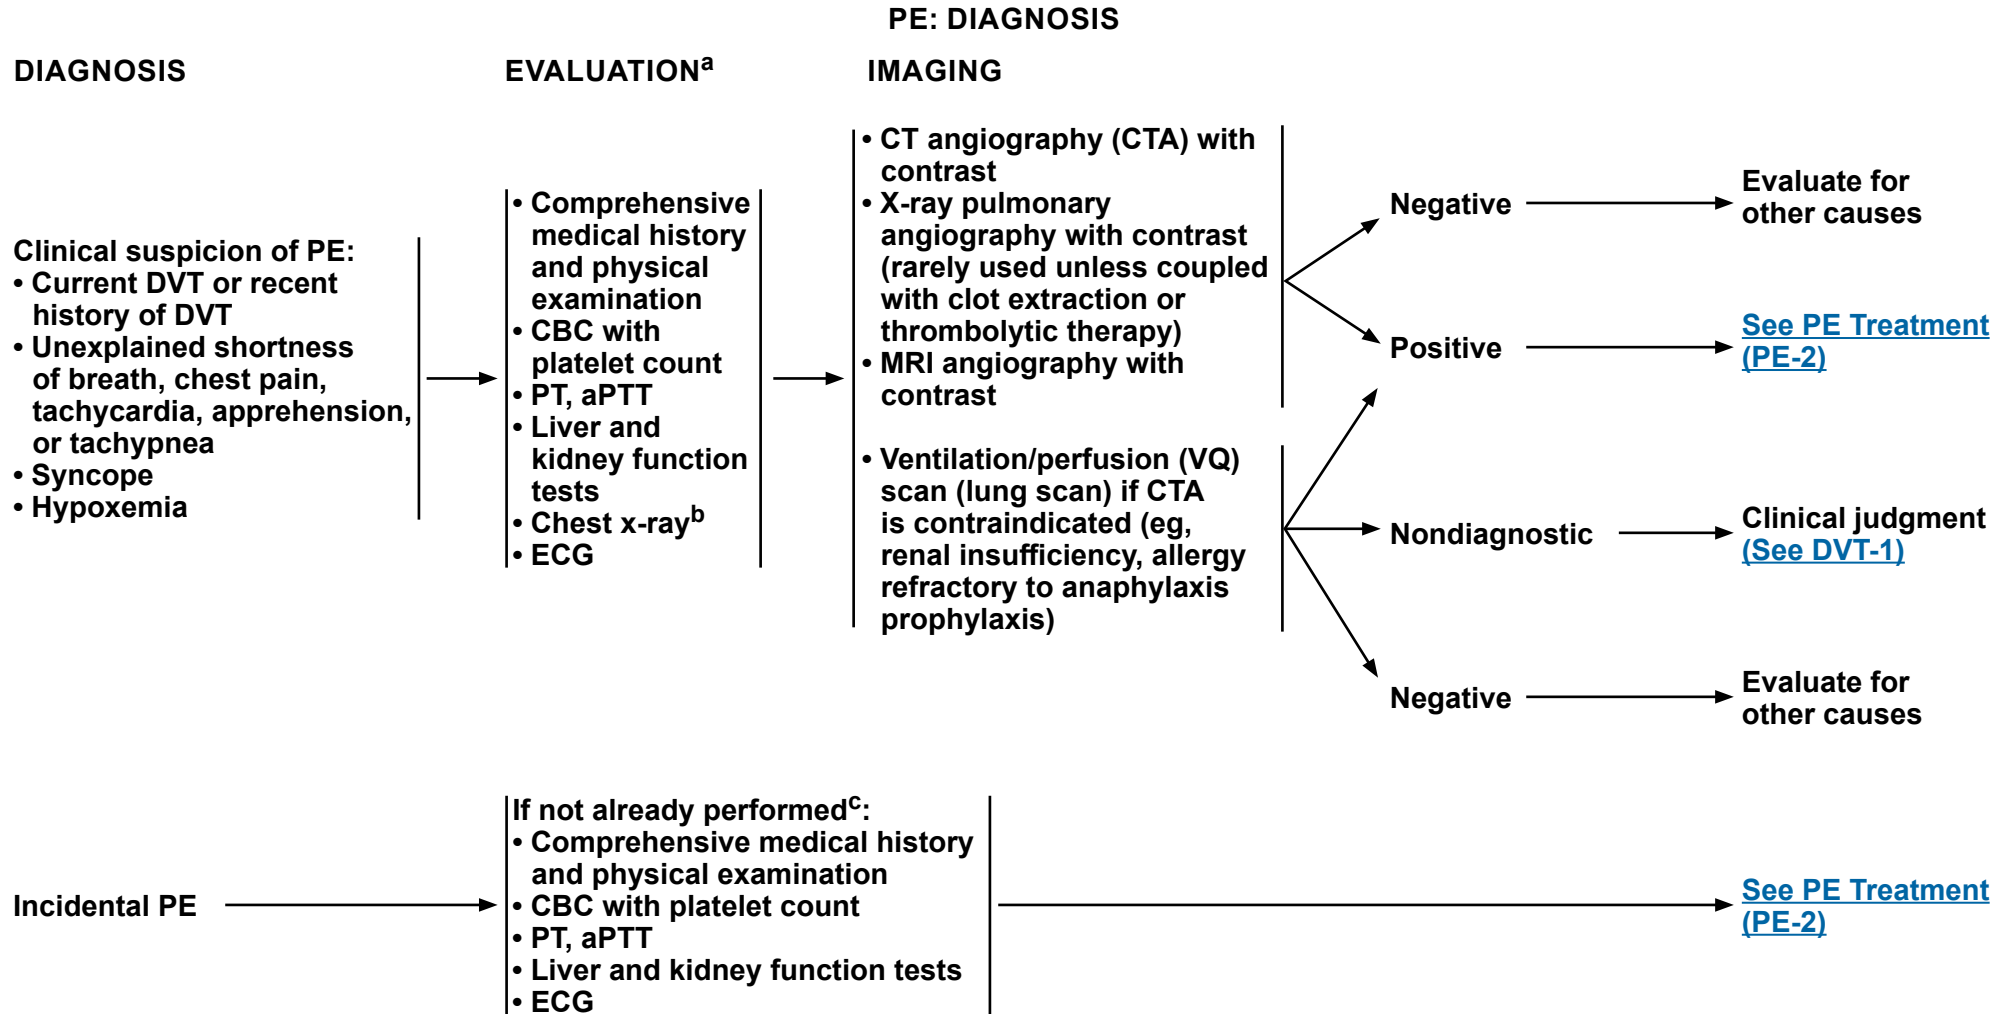 PE: DIAGNOSIS
DIAGNOSIS
EVALUATIONa
IMAGING
Clinical suspicion of PE:
• Current DVT or recent
history of DVT
• Unexplained shortness
of breath, chest pain,
tachycardia, apprehension,
or tachypnea
• Syncope
• Hypoxemia
• Comprehensive
medical history
and physical
examination
• CBC with
platelet count
• PT, aPTT
• Liver and
kidney function
tests
• Chest x-rayb
• ECG
• CT angiography (CTA) with
contrast
• X-ray pulmonary
angiography with contrast
(rarely used unless coupled
with clot extraction or
thrombolytic therapy)
• MRI angiography with
contrast
• Ventilation/perfusion (VQ)
scan (lung scan) if CTA
is contraindicated (eg,
renal insufficiency, allergy
refractory to anaphylaxis
prophylaxis)
Negative
Evaluate for
other causes
Positive
See PE Treatment
(PE-2)
Nondiagnostic
Clinical judgment
(See DVT-1)
Negative
Evaluate for
other causes
Incidental PE
If not already performedc:
• Comprehensive medical history
and physical examination
• CBC with platelet count
• PT, aPTT
• Liver and kidney function tests
• ECG
See PE Treatment
(PE-2)